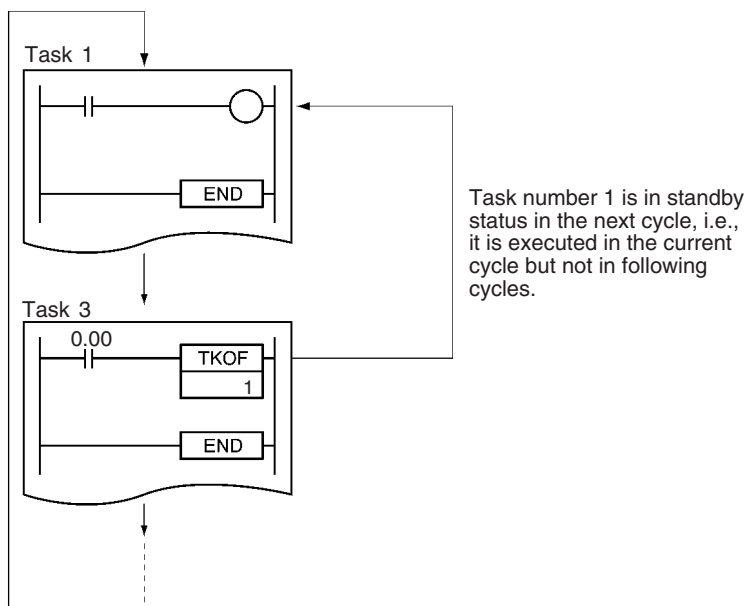 Task 1
END
Task number 1 is in standby
status in the next cycle, i.e.,
it is executed in the current
cycle but not in following
cycles.
Task 3
0.00
TKOF
1
END